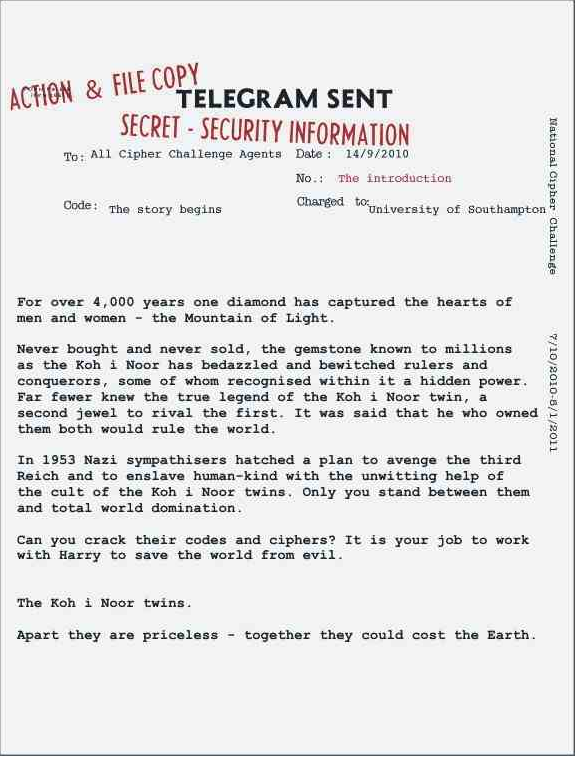 ACTION & FILE COPY
TELEGRAM SENT
SECRET - SECURITY INFORMATION
To: All Cipher Challenge Agents Date : 14/9/2010
No.: The introduction
Code: The story begins Charged to: University of Southampton
For over 4,000 years one diamond has captured the hearts of
men and women - the Mountain of Light.
Never bought and never sold, the gemstone known to millions
as the Koh i Noor has bedazzled and bewitched rulers and
conquerors, some of whom recognised within it a hidden power.
Far fewer knew the true legend of the Koh i Noor twin, a
second jewel to rival the first. It was said that he who owned
them both would rule the world.
In 1953 Nazi sympathisers hatched a plan to avenge the third
Reich and to enslave human-kind with the unwitting help of
the cult of the Koh i Noor twins. Only you stand between them
and total world domination.
Can you crack their codes and ciphers? It is your job to work
with Harry to save the world from evil.
The Koh i Noor twins.
Apart they are priceless - together they could cost the Earth.
National Cipher Challenge 7/10/2010-5/1/2011